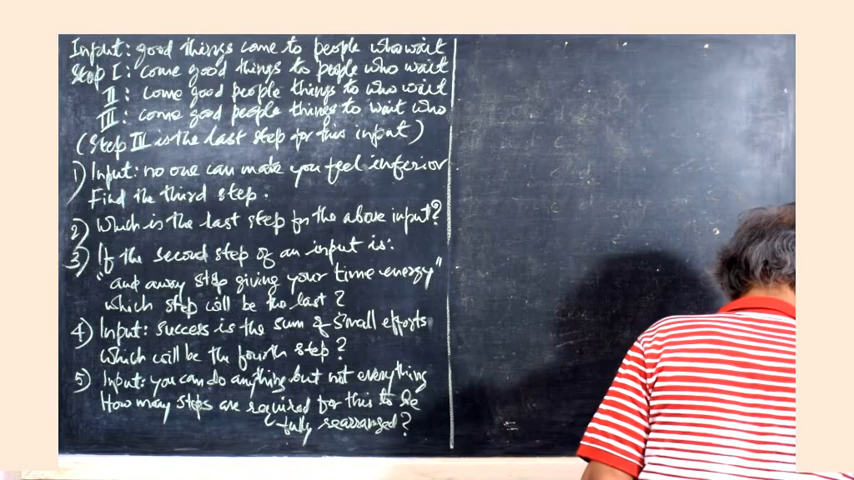 Input: good things come to people who wait
Step I: come good things to people who wait
II: come good people things to who wait
III: come good people things to wait who
(Step III is the last step for this input)
1) Input: no one can make you feel inferior
Find the third step.
2) Which is the last step for the above input?
3) If the second step of an input is:
"and away stop giving your time energy"
which step will be the last?
4) Input: success is the sum of small efforts
which will be the fourth step?
5) Input: you can do anything but not everything
How many steps are required for this to be
fully rearranged?